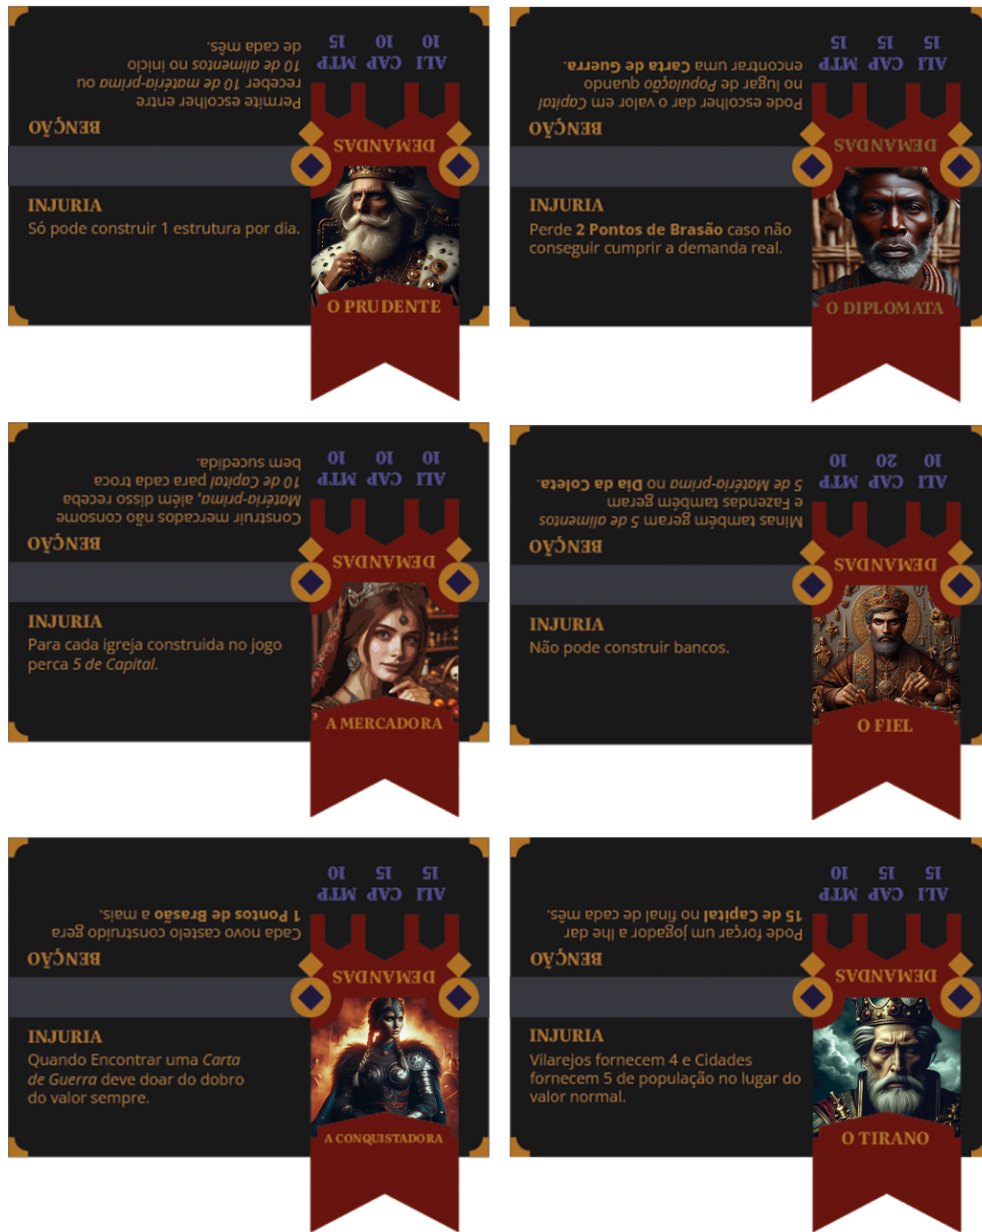 BENÇÃO
Permite escolher entre
receber 10 de matéria-prima ou
10 de alimentos no início
de cada mês.
DEMANDAS
ALI CAP MTP
10 10 15
INJURIA
Só pode construir 1 estrutura por dia.
O PRUDENTE
BENÇÃO
Pode escolher dar o valor em Capital
no lugar de População quando
encontrar uma Carta de Guerra.
DEMANDAS
ALI CAP MTP
15 15 15
INJURIA
Perde 2 Pontos de Brasão caso não
conseguir cumprir a demanda real.
O DIPLOMATA
BENÇÃO
Construir mercados não consome
Matéria-prima, além disso receba
10 de Capital para cada troca
bem sucedida.
DEMANDAS
ALI CAP MTP
10 10 10
INJURIA
Para cada igreja construida no jogo
perca 5 de Capital.
A MERCADORA
BENÇÃO
Minas também geram 5 de alimentos
e Fazendas também geram
5 de Matéria-prima no Dia da Coleta.
DEMANDAS
ALI CAP MTP
10 20 10
INJURIA
Não pode construir bancos.
O FIEL
BENÇÃO
Cada novo castelo construído gera
1 Pontos de Brasão a mais.
DEMANDAS
ALI CAP MTP
15 15 10
INJURIA
Quando Encontrar uma Carta
de Guerra deve doar do dobro
do valor sempre.
A CONQUISTADORA
BENÇÃO
Pode forçar um jogador a lhe dar
15 de Capital no final de cada mês.
DEMANDAS
ALI CAP MTP
15 15 10
INJURIA
Vilarejos fornecem 4 e Cidades
fornecem 5 de população no lugar do
valor normal.
O TIRANO